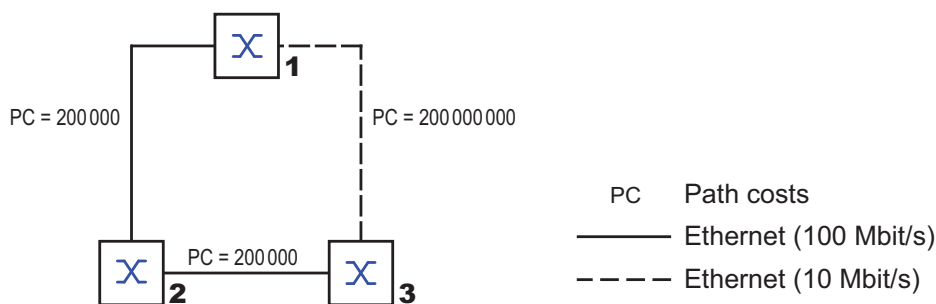 1
PC = 200 000
PC = 200 000 000
PC Path costs
Ethernet (100 Mbit/s)
PC = 200 000
2
3
Ethernet (10 Mbit/s)